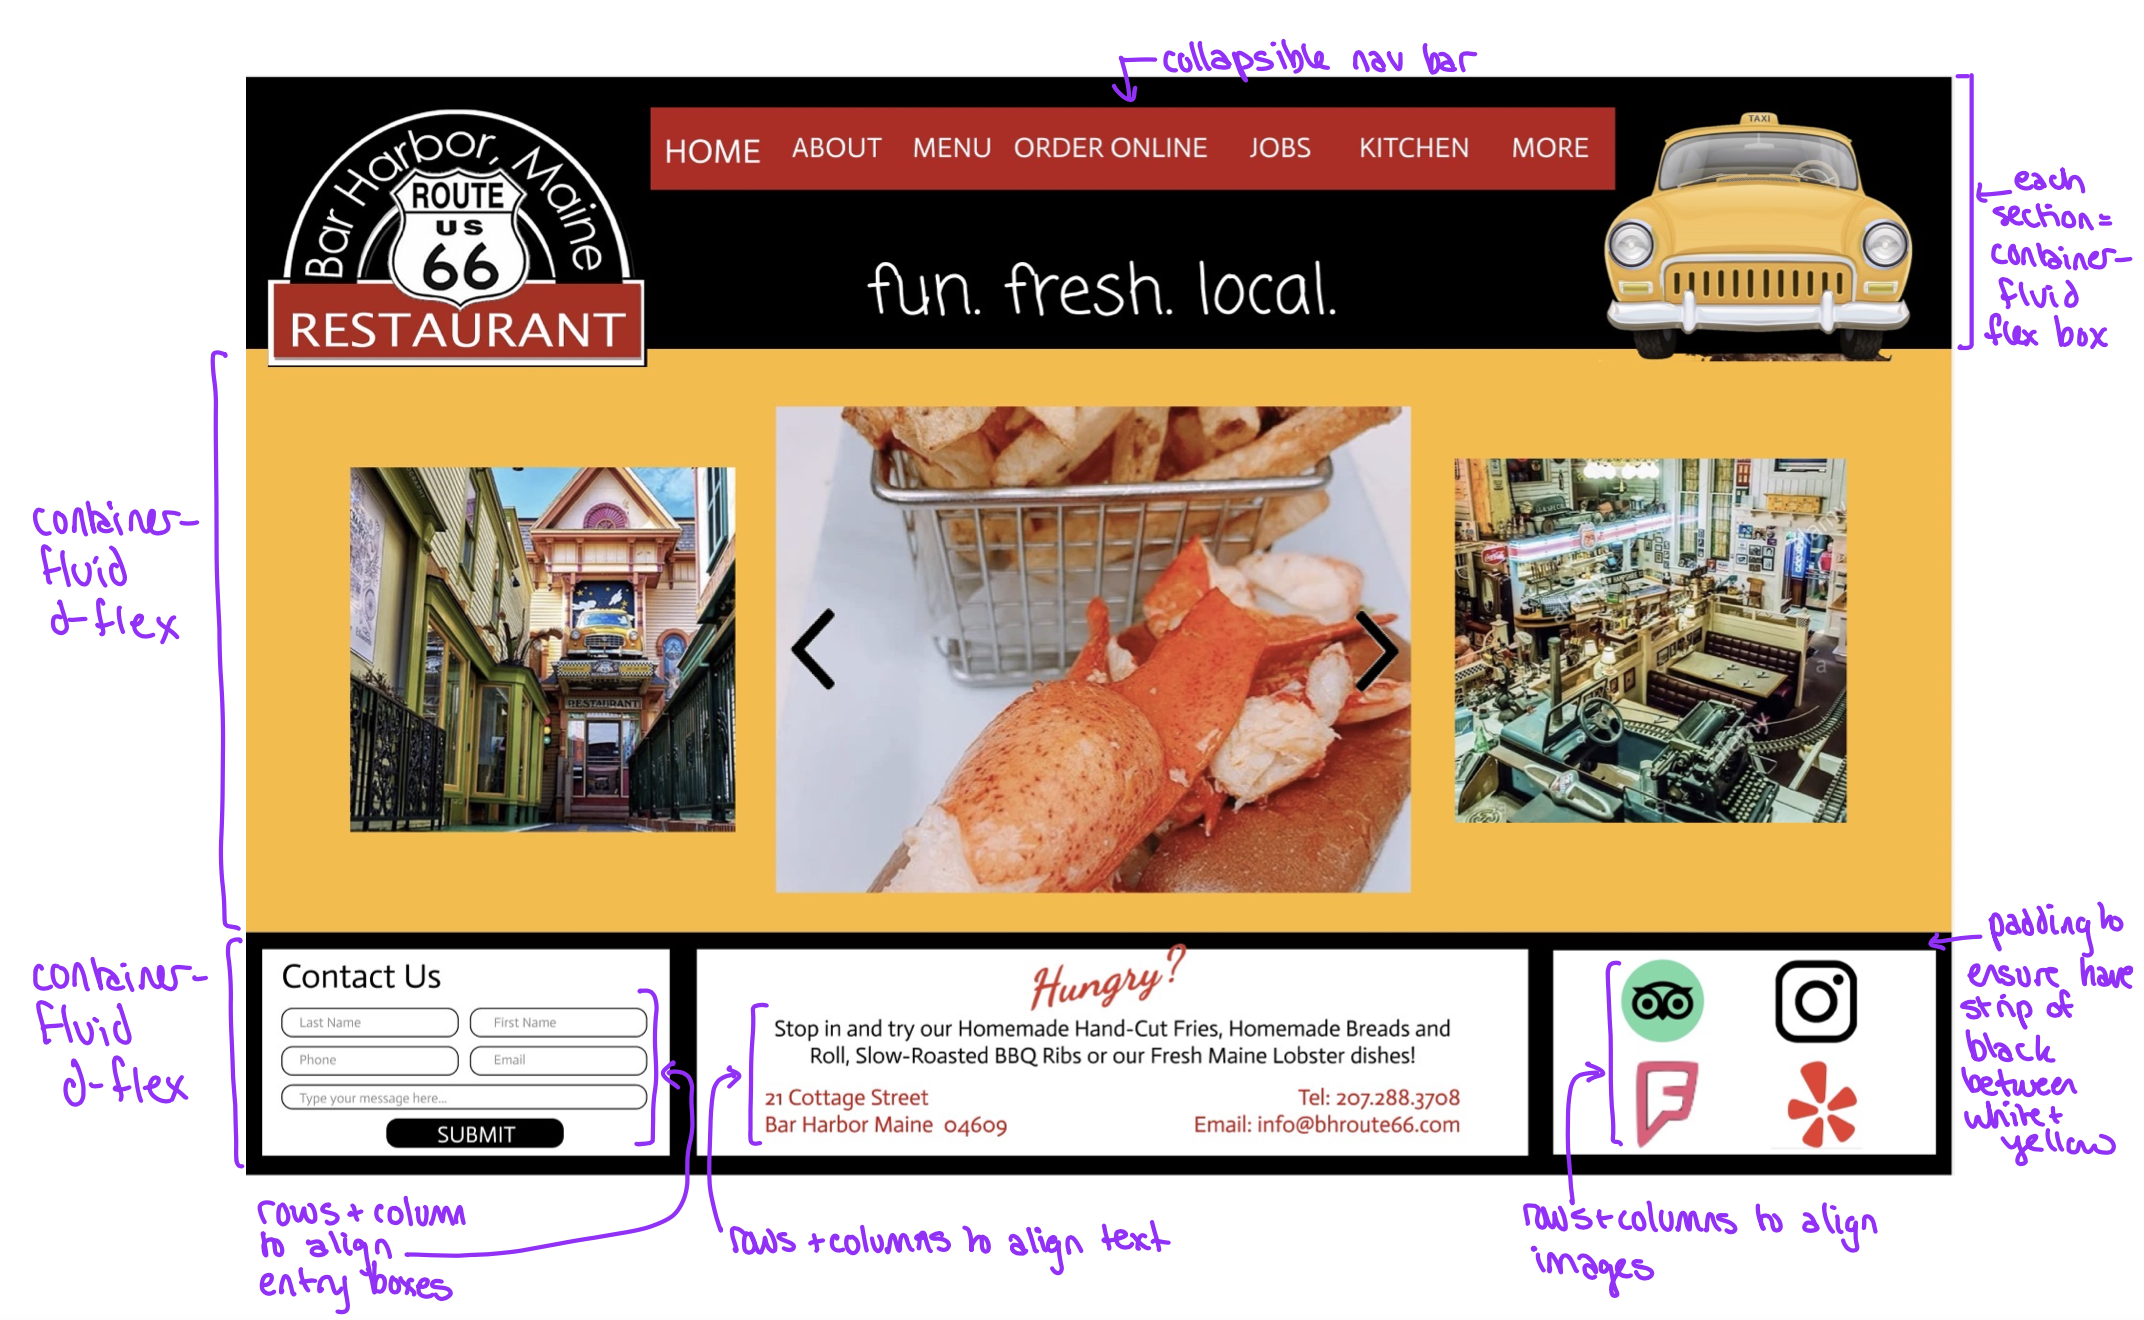 collapsible nav bar
Bar Harbor, Maine
ROUTE
US
66
RESTAURANT
HOME ABOUT MENU ORDER ONLINE JOBS KITCHEN MORE
TAXI
fun. fresh. local.
each
section=
container-
fluid
flex box
container-
fluid
d-flex
RESTAURANT
container-
fluid
d-flex
Contact Us
Last Name First Name
Phone Email
Type your message here...
SUBMIT
Hungry?
Stop in and try our Homemade Hand-Cut Fries, Homemade Breads and
Roll, Slow-Roasted BBQ Ribs or our Fresh Maine Lobster dishes!
21 Cottage Street Tel: 207.288.3708
Bar Harbor Maine 04609 Email: info@bhroute66.com
padding to
ensure have
strip of
black
between
white +
yellow
rows + column
to align
entry boxes
rows + columns to align text
rows + columns to align
images